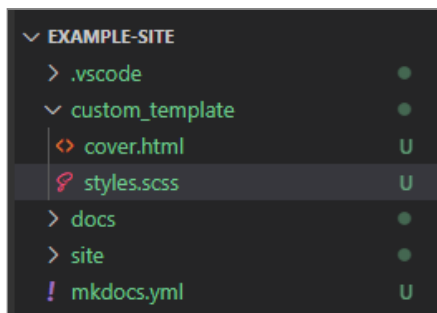 EXAMPLE-SITE
.vscode
custom_template
cover.html U
styles.scss U
docs
site
! mkdocs.yml U